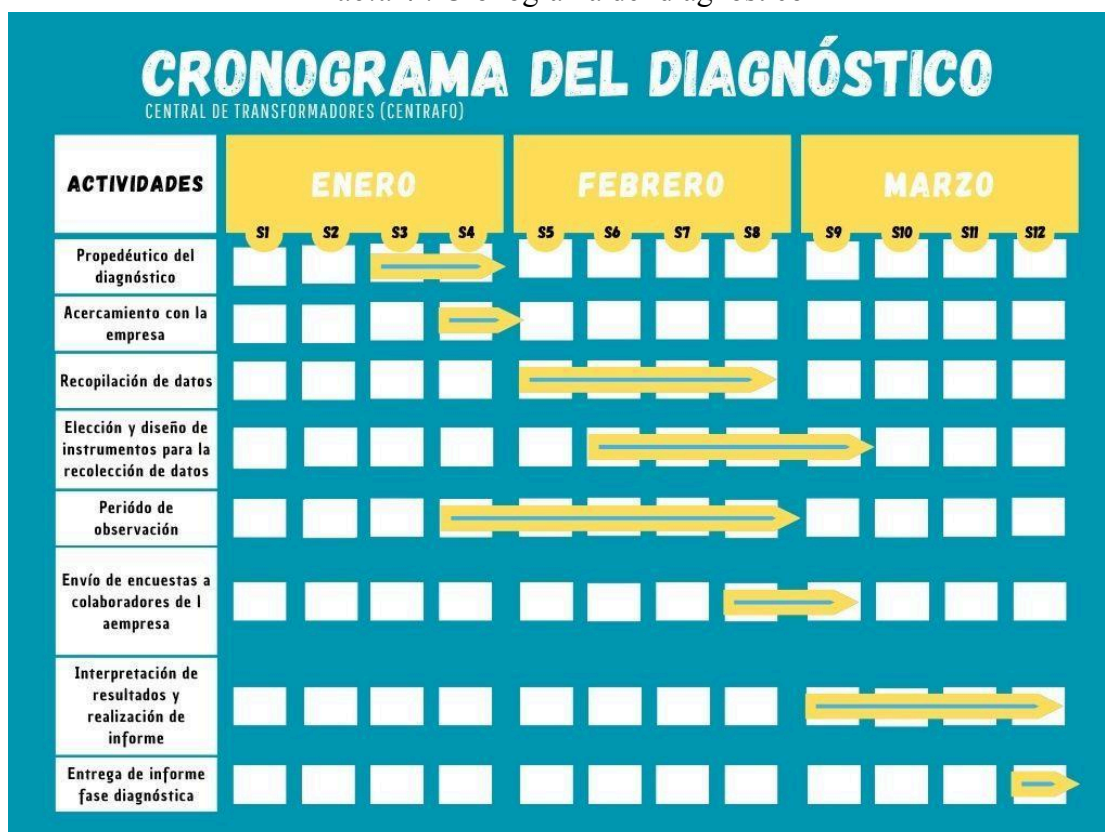 CRONOGRAMA DEL DIAGNÓSTICO
CENTRAL DE TRANSFORMADORES (CENTRAFO)
ACTIVIDADES
ENERO
FEBRERO
MARZO
S1 S2 S3 S4 S5 S6 S7 S8 S9 S10 S11 S12
Propedéutico del
diagnóstico
Acercamiento con la
empresa
Recopilación de datos
Elección y diseño de
instrumentos para la
recolección de datos
Periódo de
observación
Envío de encuestas a
colaboradores de l
aempresa
Interpretación de
resultados y
realización de
informe
Entrega de informe
fase diagnóstica